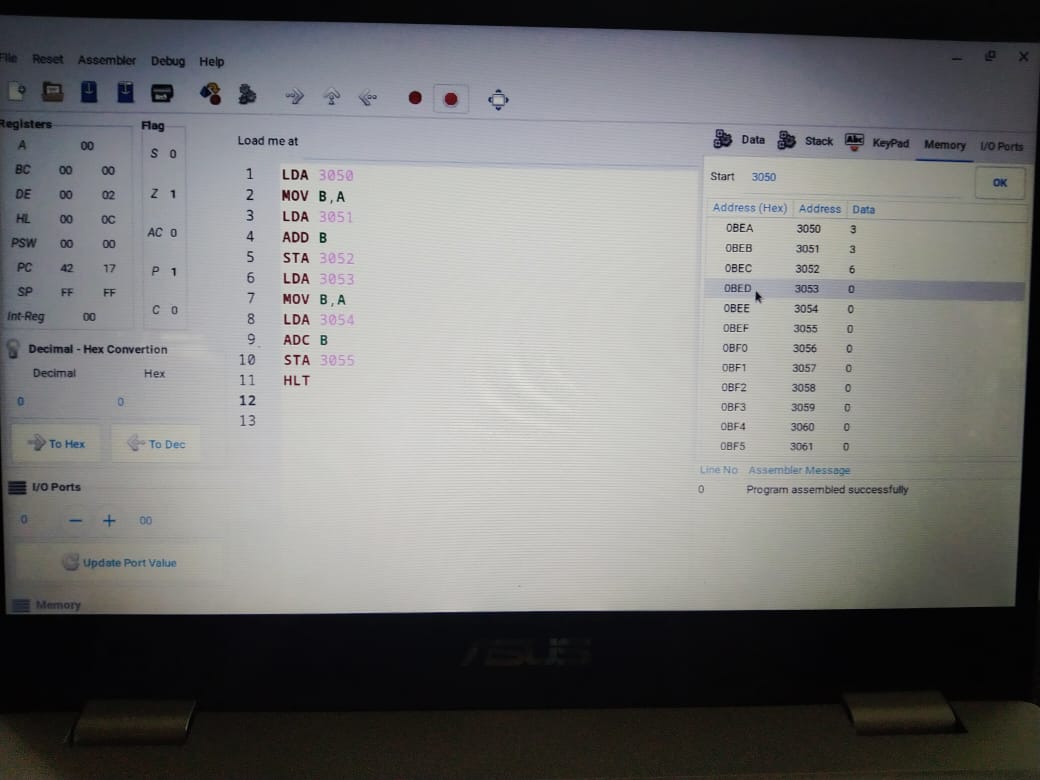 File Reset Assembler Debug Help
Registers
A 00
BC 00 00
DE 00 02
HL 00 0C
PSW 00 00
PC 42 17
SP FF FF
Int-Reg 00
Flag
S 0
Z 1
AC 0
P 1
C 0
Decimal - Hex Convertion
Decimal Hex
0 0
To Hex To Dec
I/O Ports
0 − + 00
Update Port Value
Memory
Load me at
1 LDA 3050
2 MOV B,A
3 LDA 3051
4 ADD B
5 STA 3052
6 LDA 3053
7 MOV B,A
8 LDA 3054
9 ADC B
10 STA 3055
11 HLT
12
13
Data Stack Abc KeyPad Memory I/O Ports
Start 3050 OK
Address (Hex) Address Data
0BEA 3050 3
0BEB 3051 3
0BEC 3052 6
0BED 3053 0
0BEE 3054 0
0BEF 3055 0
0BF0 3056 0
0BF1 3057 0
0BF2 3058 0
0BF3 3059 0
0BF4 3060 0
0BF5 3061 0
Line No Assembler Message
0 Program assembled successfully
ASUS